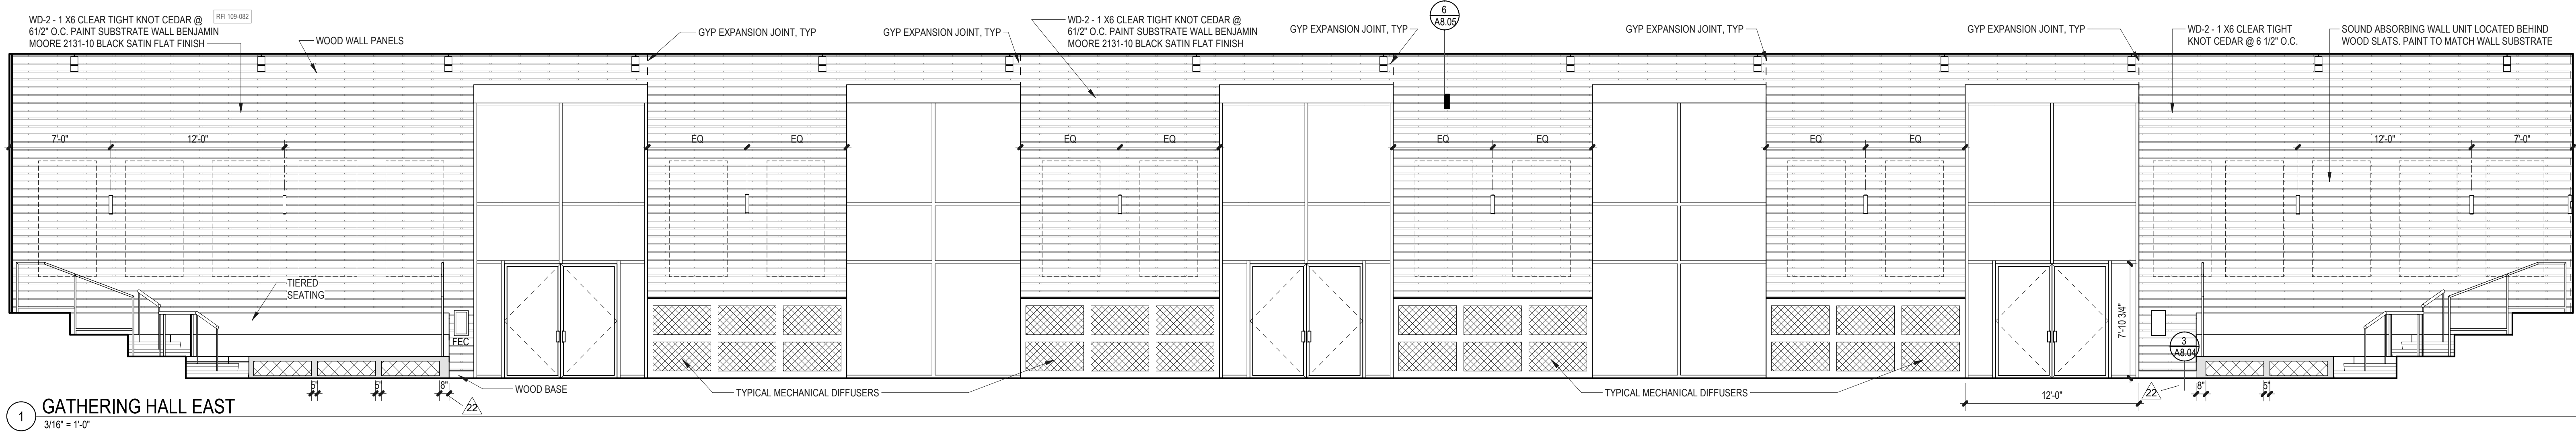 WD-2 - 1 X6 CLEAR TIGHT KNOT CEDAR @
61/2" O.C. PAINT SUBSTRATE WALL BENJAMIN
MOORE 2131-10 BLACK SATIN FLAT FINISH
RFI 109-082
WOOD WALL PANELS
GYP EXPANSION JOINT, TYP
GYP EXPANSION JOINT, TYP
WD-2 - 1 X6 CLEAR TIGHT KNOT CEDAR @
61/2" O.C. PAINT SUBSTRATE WALL BENJAMIN
MOORE 2131-10 BLACK SATIN FLAT FINISH
GYP EXPANSION JOINT, TYP
6
A8.05
GYP EXPANSION JOINT, TYP
GYP EXPANSION JOINT, TYP
WD-2 - 1 X6 CLEAR TIGHT
KNOT CEDAR @ 6 1/2" O.C.
SOUND ABSORBING WALL UNIT LOCATED BEHIND
WOOD SLATS. PAINT TO MATCH WALL SUBSTRATE
7'-0"
12'-0"
EQ
EQ
EQ
EQ
EQ
EQ
EQ
EQ
12'-0"
7'-0"
TIERED
SEATING
FEC
7'-10 3/4"
3
A8.04
WOOD BASE
TYPICAL MECHANICAL DIFFUSERS
TYPICAL MECHANICAL DIFFUSERS
5"
5"
8"
22
12'-0"
22
8"
5"
1
GATHERING HALL EAST
3/16" = 1'-0"